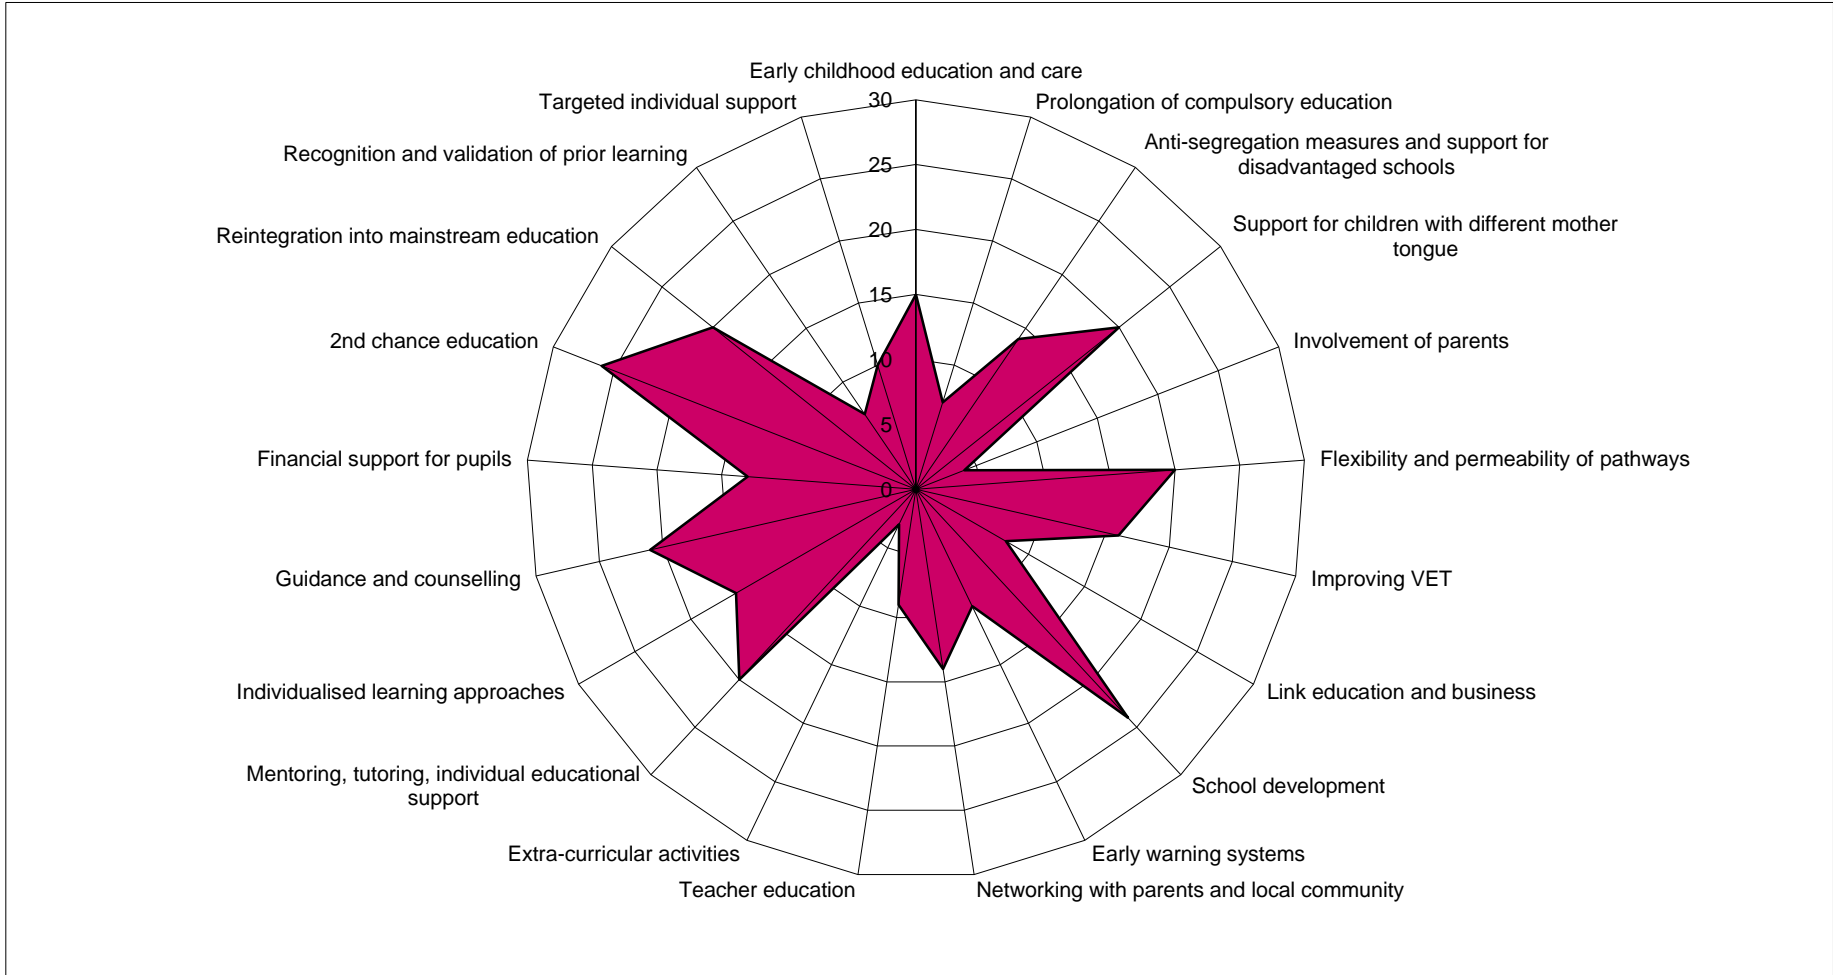 Early childhood education and care
Targeted individual support
30
Prolongation of compulsory education
Anti-segregation measures and support for
disadvantaged schools
Recognition and validation of prior learning
25
Support for children with different mother
tongue
Reintegration into mainstream education
20
15
2nd chance education
Involvement of parents
10
5
Financial support for pupils
Flexibility and permeability of pathways
0
Guidance and counselling
Improving VET
Individualised learning approaches
Link education and business
Mentoring, tutoring, individual educational
support
School development
Extra-curricular activities
Early warning systems
Teacher education
Networking with parents and local community